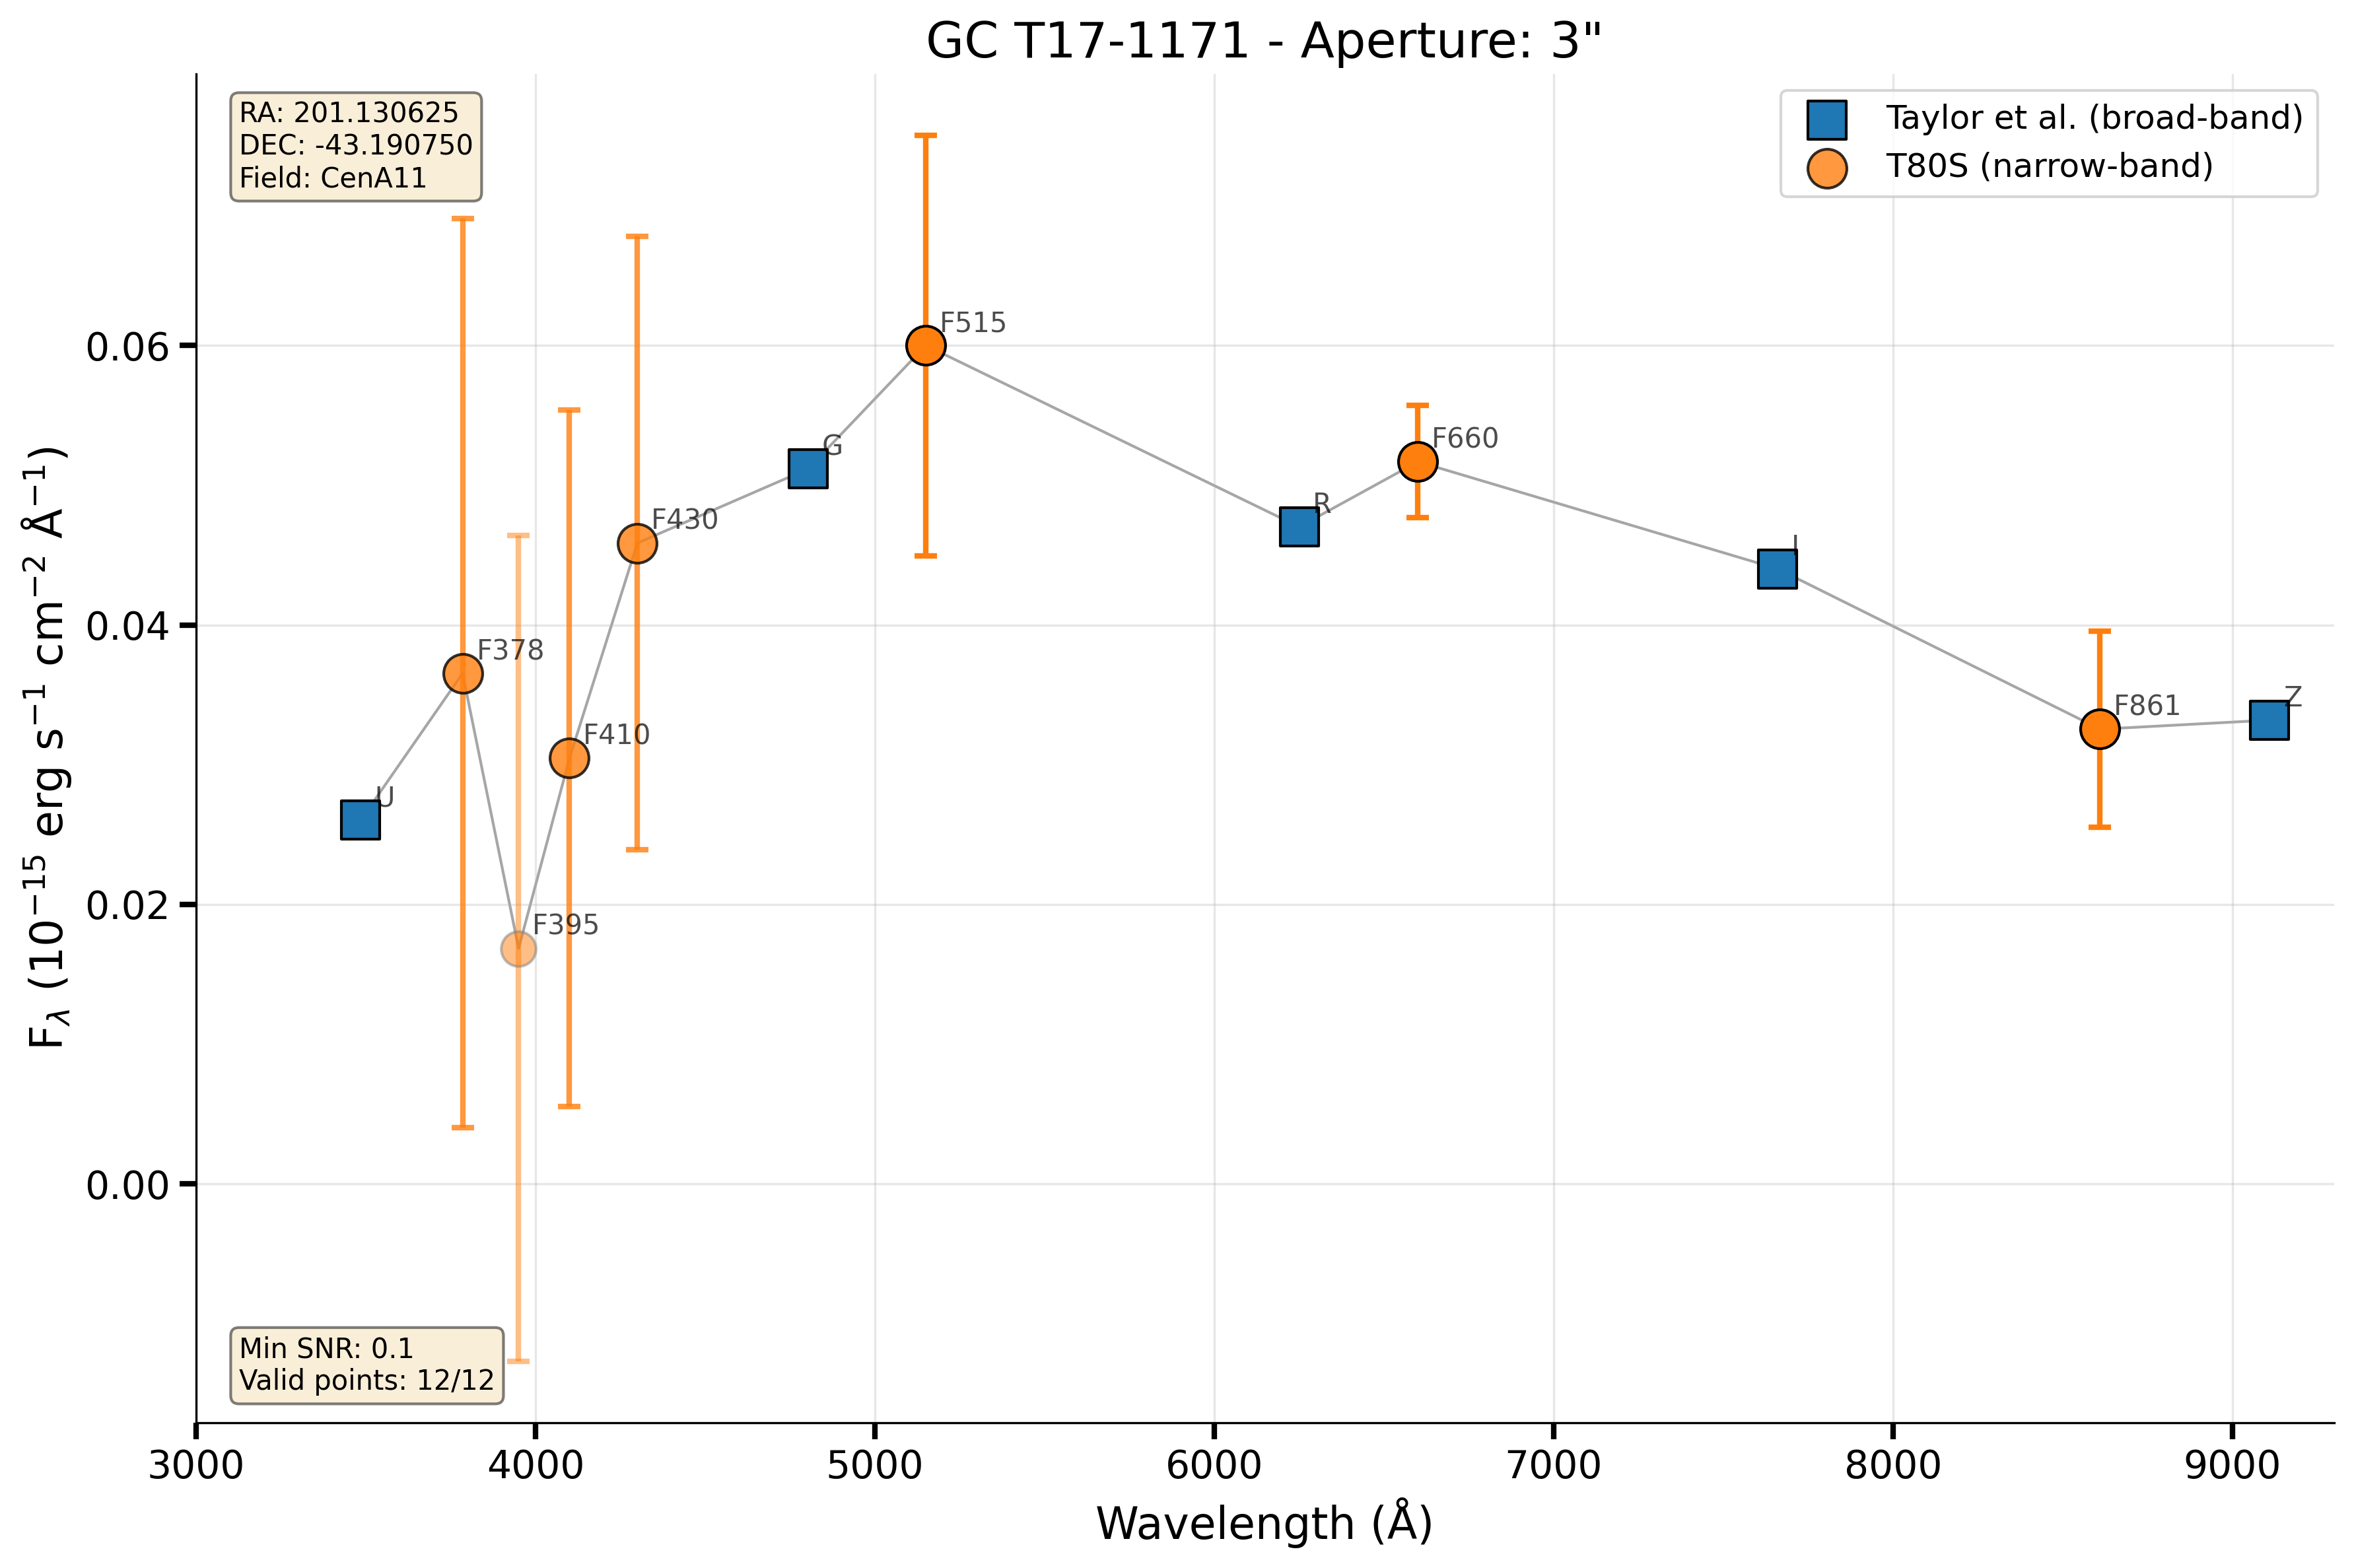 GC T17-1171 - Aperture: 3"
RA: 201.130625
DEC: -43.190750
Field: CenA11
Taylor et al. (broad-band)
T80S (narrow-band)
F515
G
F660
R
F430
I
F378
F410
F861
Z
U
F395
0.06
0.04
0.02
0.00
F_λ (10⁻¹⁵ erg s⁻¹ cm⁻² Å⁻¹)
Min SNR: 0.1
Valid points: 12/12
3000 4000 5000 6000 7000 8000 9000
Wavelength (Å)